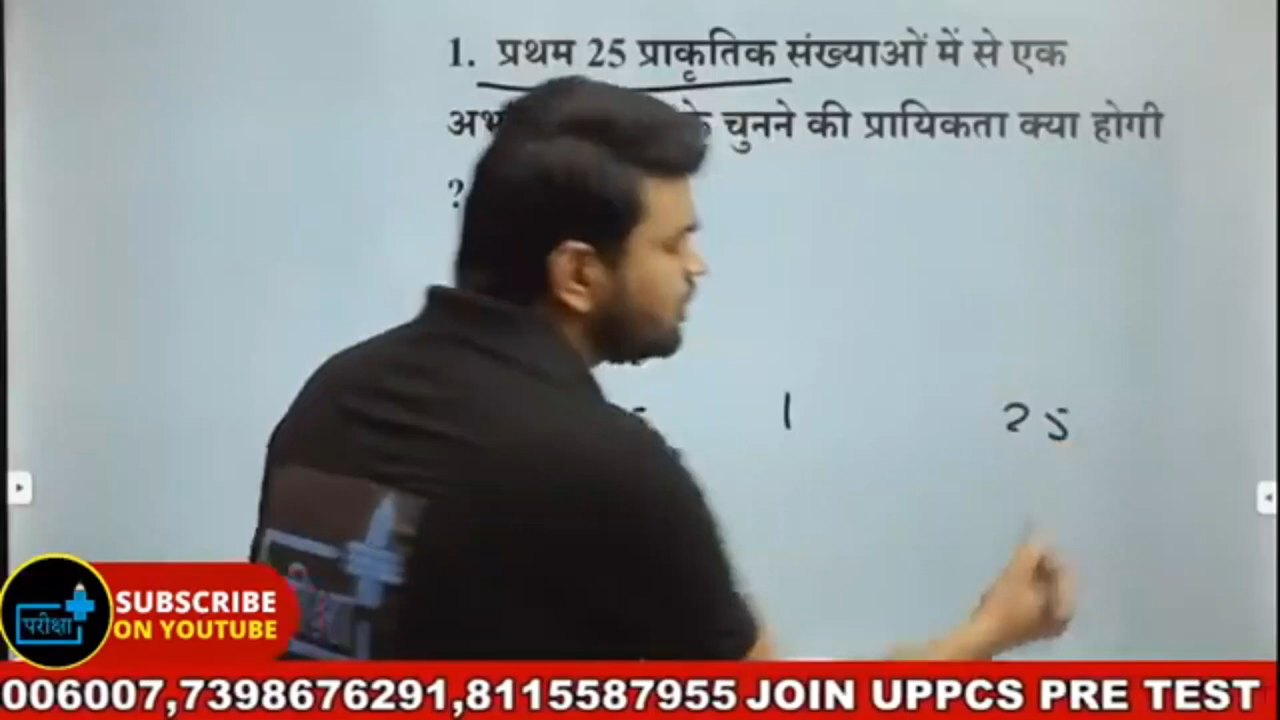 1. प्रथम 25 प्राकृतिक संख्याओं में से एक
चुनने की प्रायिकता क्या होगी
?
1 25
परीक्षा
SUBSCRIBE
ON YOUTUBE
006007,7398676291,8115587955 JOIN UPPCS PRE TEST